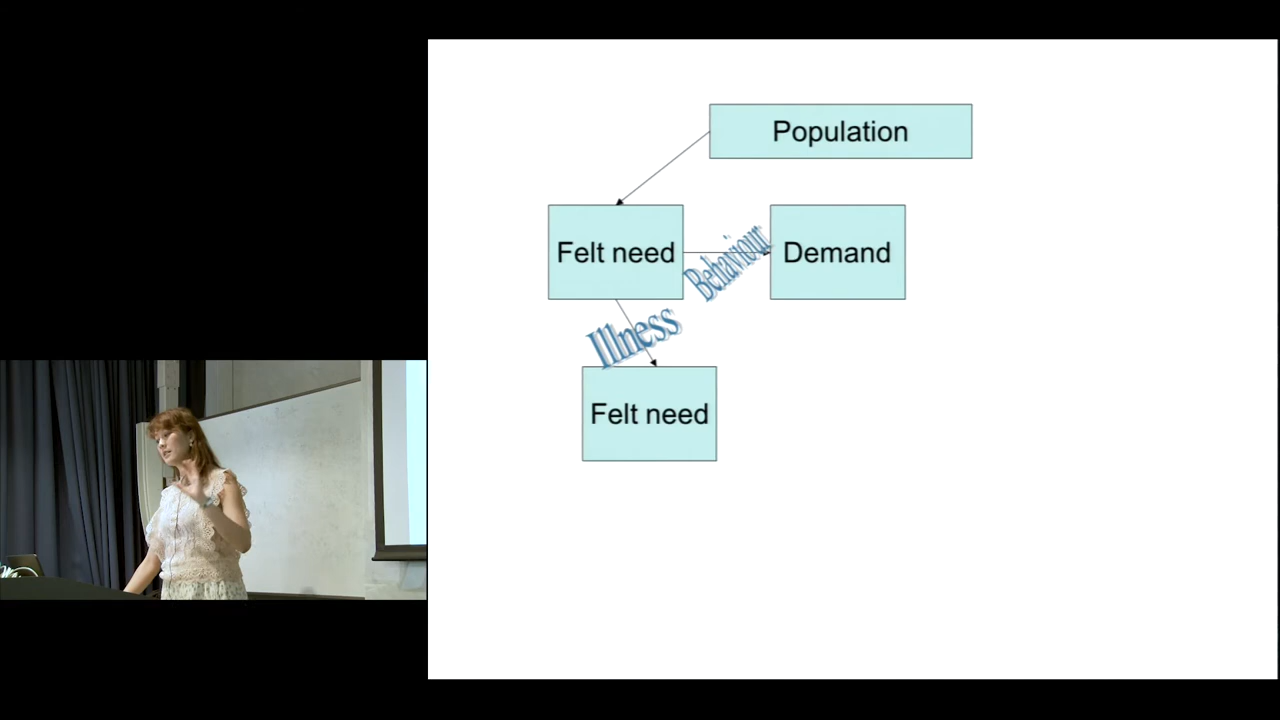 Population
Felt need
Behaviour
Demand
Illness
Felt need